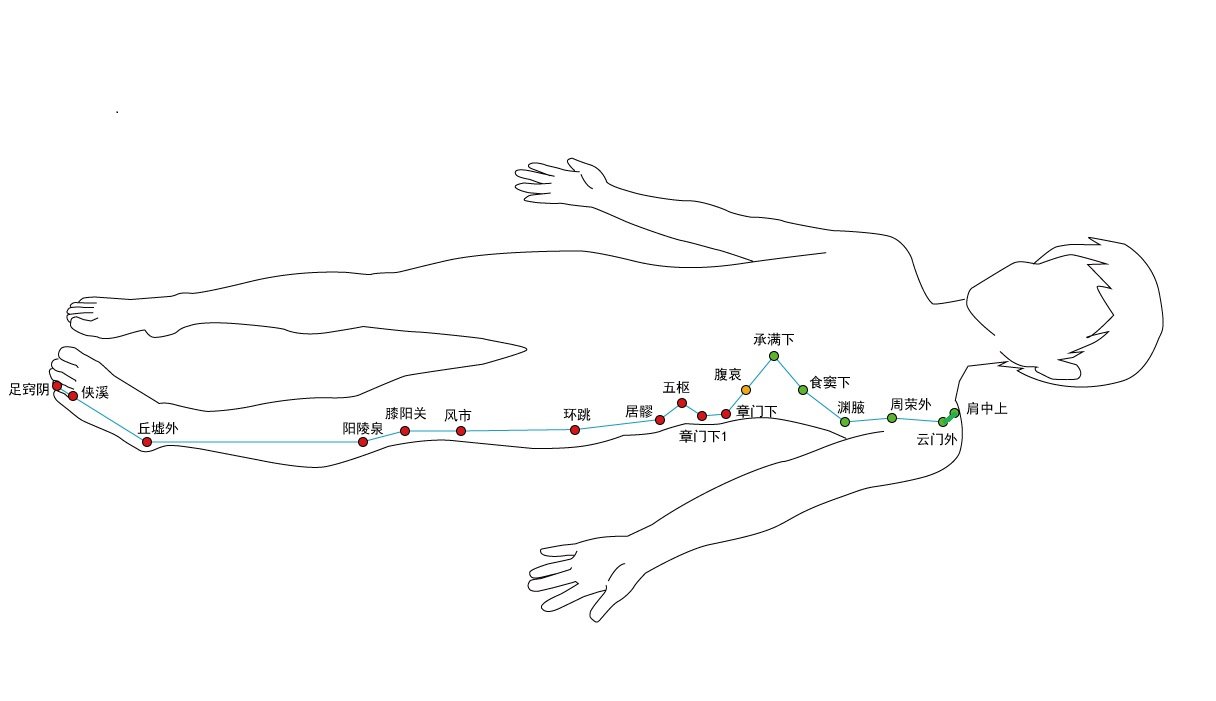 承满下
腹哀
食窦下
足窍阴
侠溪
五枢
渊腋
周荣外
肩中上
膝阳关
风市
环跳
居髎
章门下
丘墟外
阳陵泉
章门下1
云门外